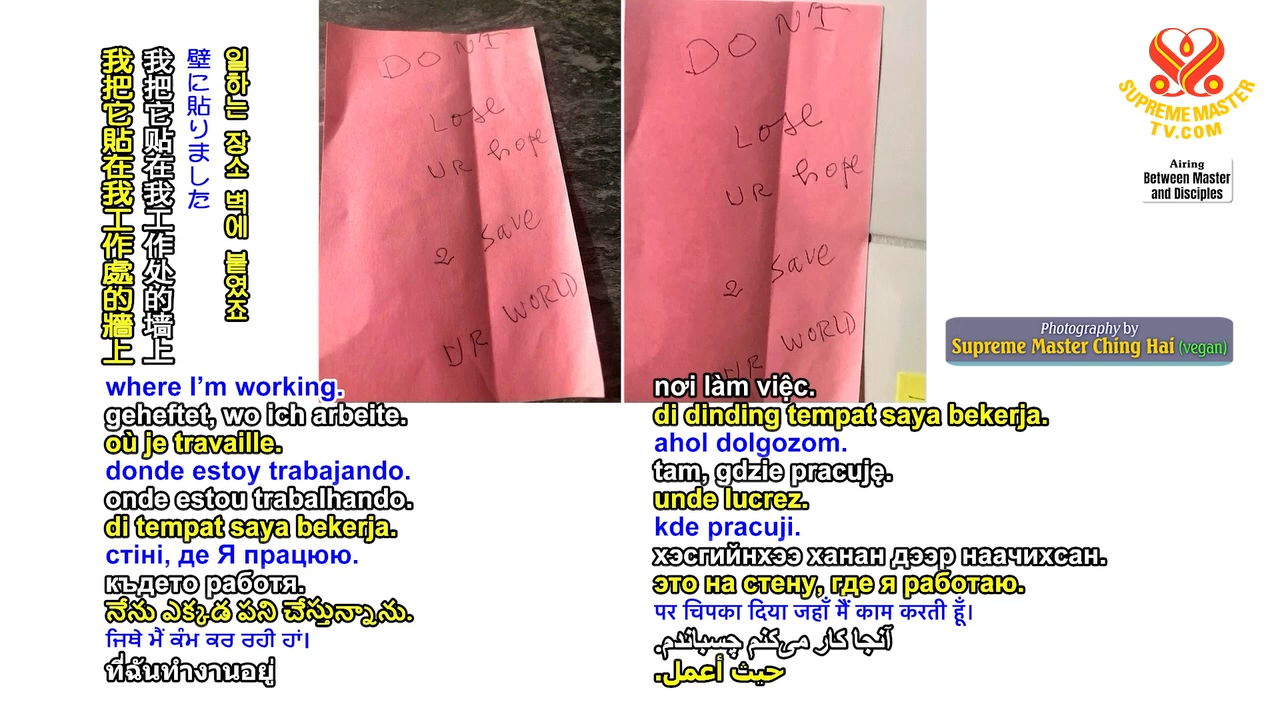 我把它貼在我工作處的牆上
我把它贴在我工作处的墙上
壁に貼りました
일하는 장소 벽에 붙였죠
DONT
LOSE
UR hope
2 save
UR WORLD
DONT
LOSE
UR hope
2 save
UR WORLD
SUPREME MASTER
TV.COM
Airing
Between Master
and Disciples
Photography by
Supreme Master Ching Hai (vegan)
where I'm working.
geheftet, wo ich arbeite.
où je travaille.
donde estoy trabajando.
onde estou trabalhando.
di tempat saya bekerja.
стіні, де Я працюю.
където работя.
నేను ఎక్కడ పని చేస్తున్నాను.
ਜਿਥੇ ਮੈਂ ਕੰਮ ਕਰ ਰਹੀ ਹਾਂ।
ที่ฉันทำงานอยู่
nơi làm việc.
di dinding tempat saya bekerja.
ahol dolgozom.
tam, gdzie pracuję.
unde lucrez.
kde pracuji.
хэсгийнхээ ханан дээр наачихсан.
это на стену, где я работаю.
पर चिपका दिया जहाँ मैं काम करती हूँ।
آنجا کار می‌کنم چسباندم.
حيث أعمل.